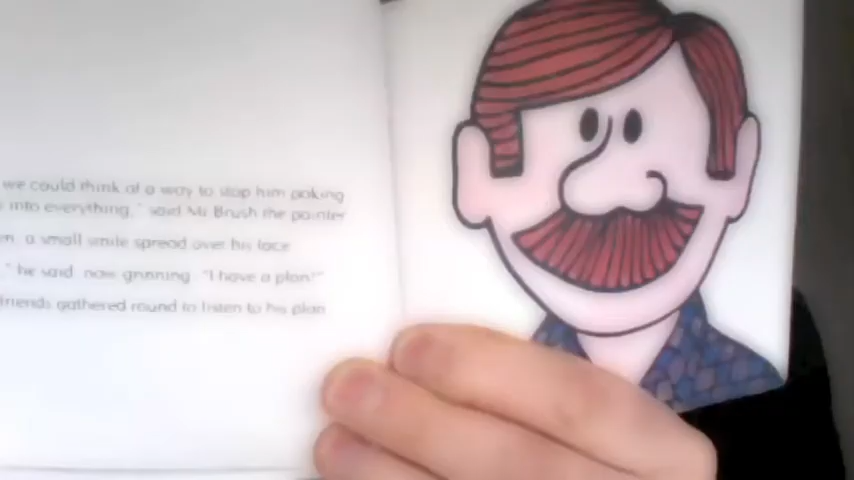 we could think of a way to stop him poking
into everything," said Mr Brush the painter
a small smile spread over his face
" he said, now grinning. "I have a plan!"
friends gathered round to listen to his plan